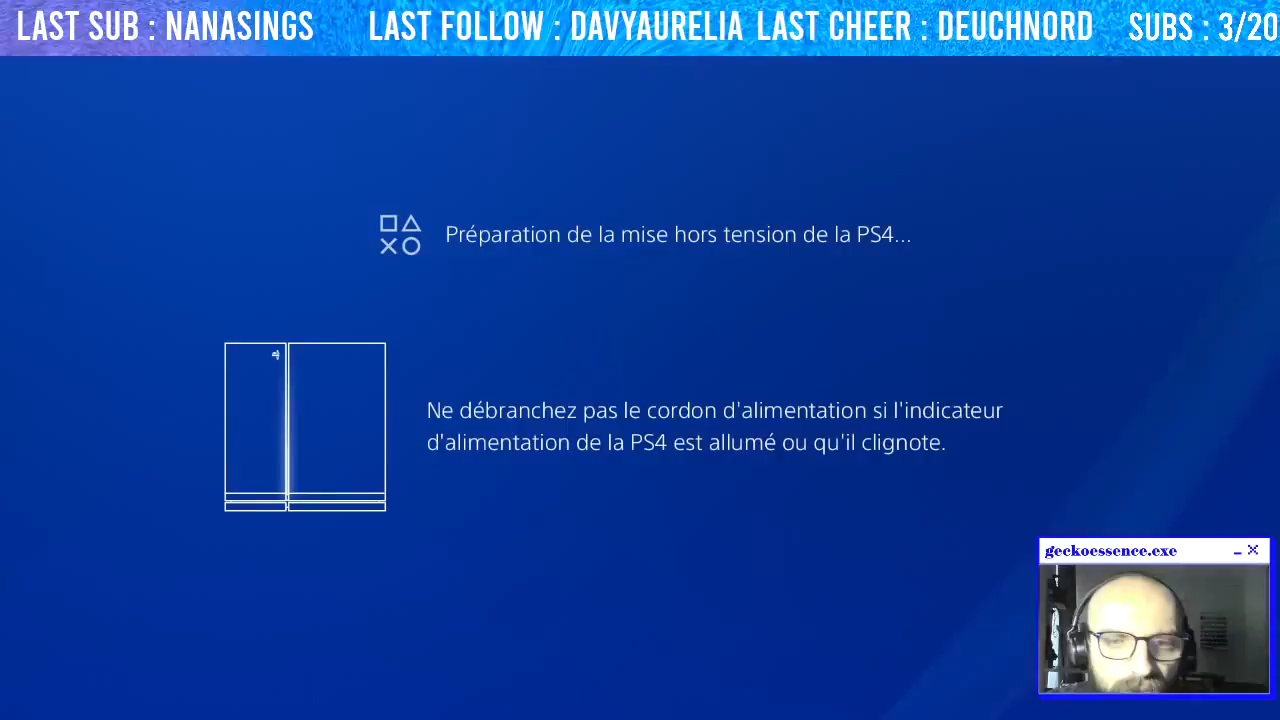 LAST SUB : NANASINGS LAST FOLLOW : DAVYAURELIA LAST CHEER : DEUCHNORD SUBS : 3/20
Préparation de la mise hors tension de la PS4...
Ne débranchez pas le cordon d'alimentation si l'indicateur
d'alimentation de la PS4 est allumé ou qu'il clignote.
geckoessence.exe